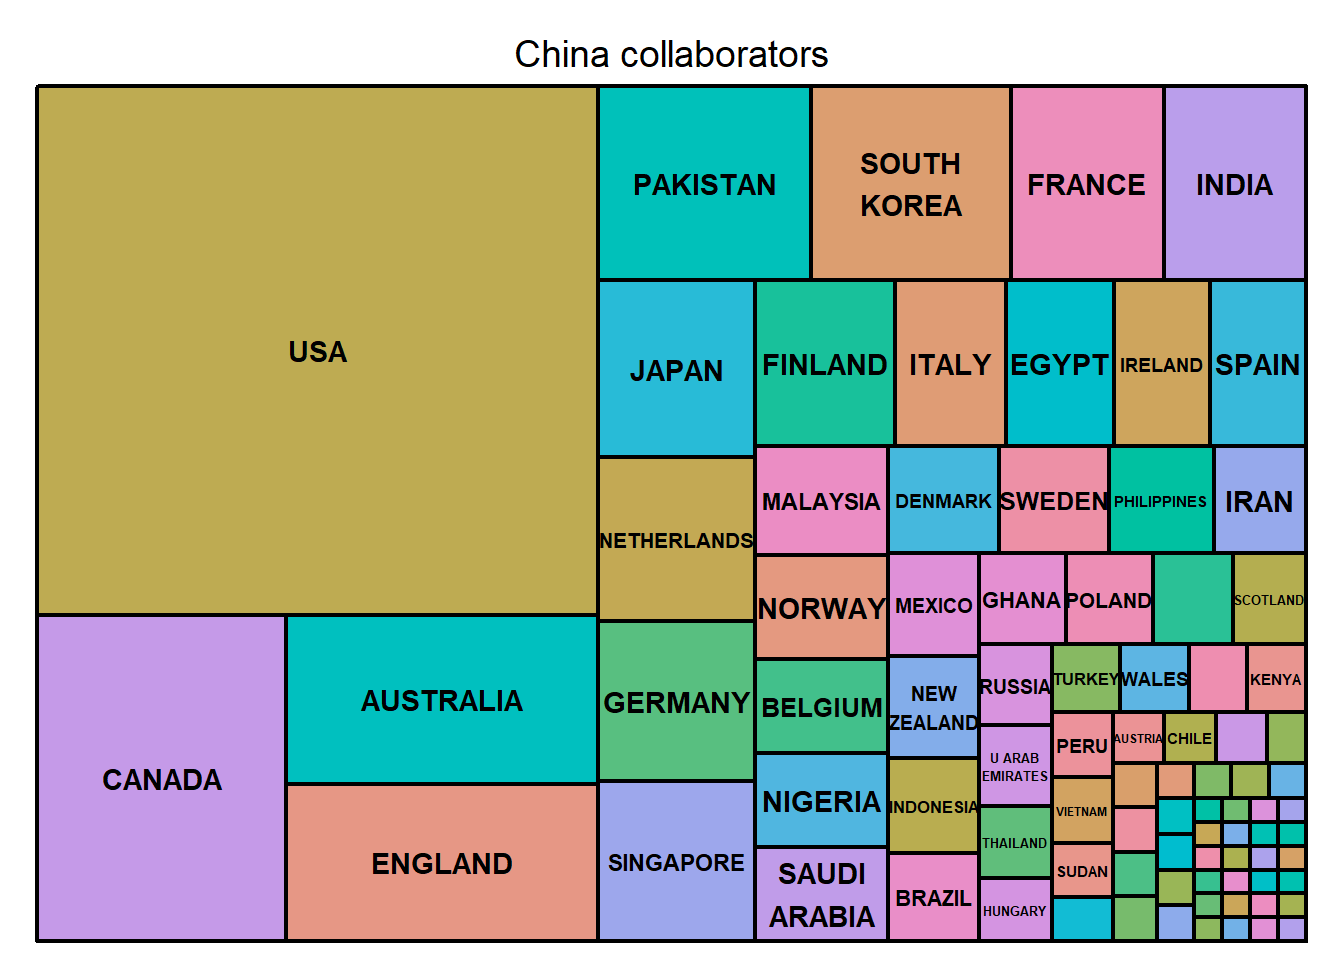 China collaborators
USA
PAKISTAN
SOUTH
KOREA
FRANCE
INDIA
JAPAN
FINLAND
ITALY
EGYPT
IRELAND
SPAIN
NETHERLANDS
MALAYSIA
DENMARK
SWEDEN
PHILIPPINES
IRAN
NORWAY
MEXICO
GHANA
POLAND
SCOTLAND
CANADA
AUSTRALIA
ENGLAND
GERMANY
SINGAPORE
BELGIUM
NIGERIA
SAUDI
ARABIA
NEW
ZEALAND
INDONESIA
BRAZIL
RUSSIA
U ARAB
EMIRATES
THAILAND
HUNGARY
TURKEY
WALES
KENYA
PERU
AUSTRIA
CHILE
VIETNAM
SUDAN